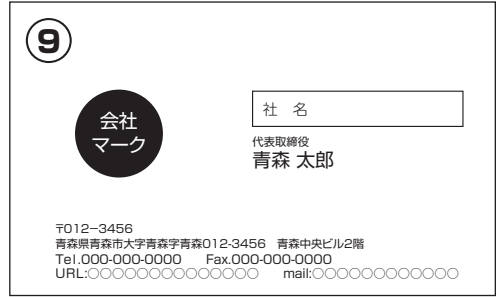 ⑨
会社
マーク
社 名
代表取締役
青森 太郎
〒012−3456
青森県青森市大字青森字青森012-3456 青森中央ビル2階
Tel.000-000-0000 Fax.000-000-0000
URL:○○○○○○○○○○○○○○ mail:○○○○○○○○○○○○